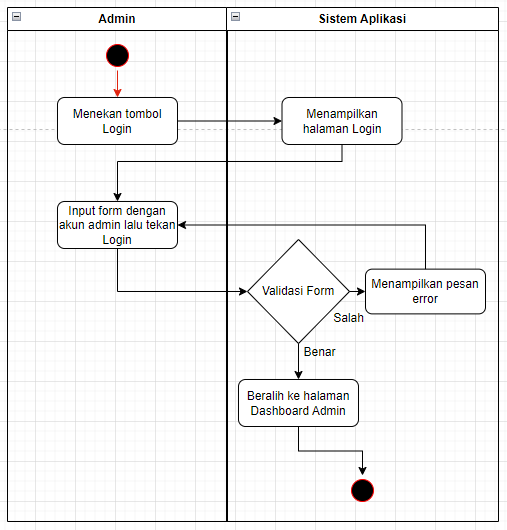 Admin
Sistem Aplikasi
Menekan tombol
Login
Menampilkan
halaman Login
Input form dengan
akun admin lalu tekan
Login
Validasi Form
Menampilkan pesan
error
Salah
Benar
Beralih ke halaman
Dashboard Admin